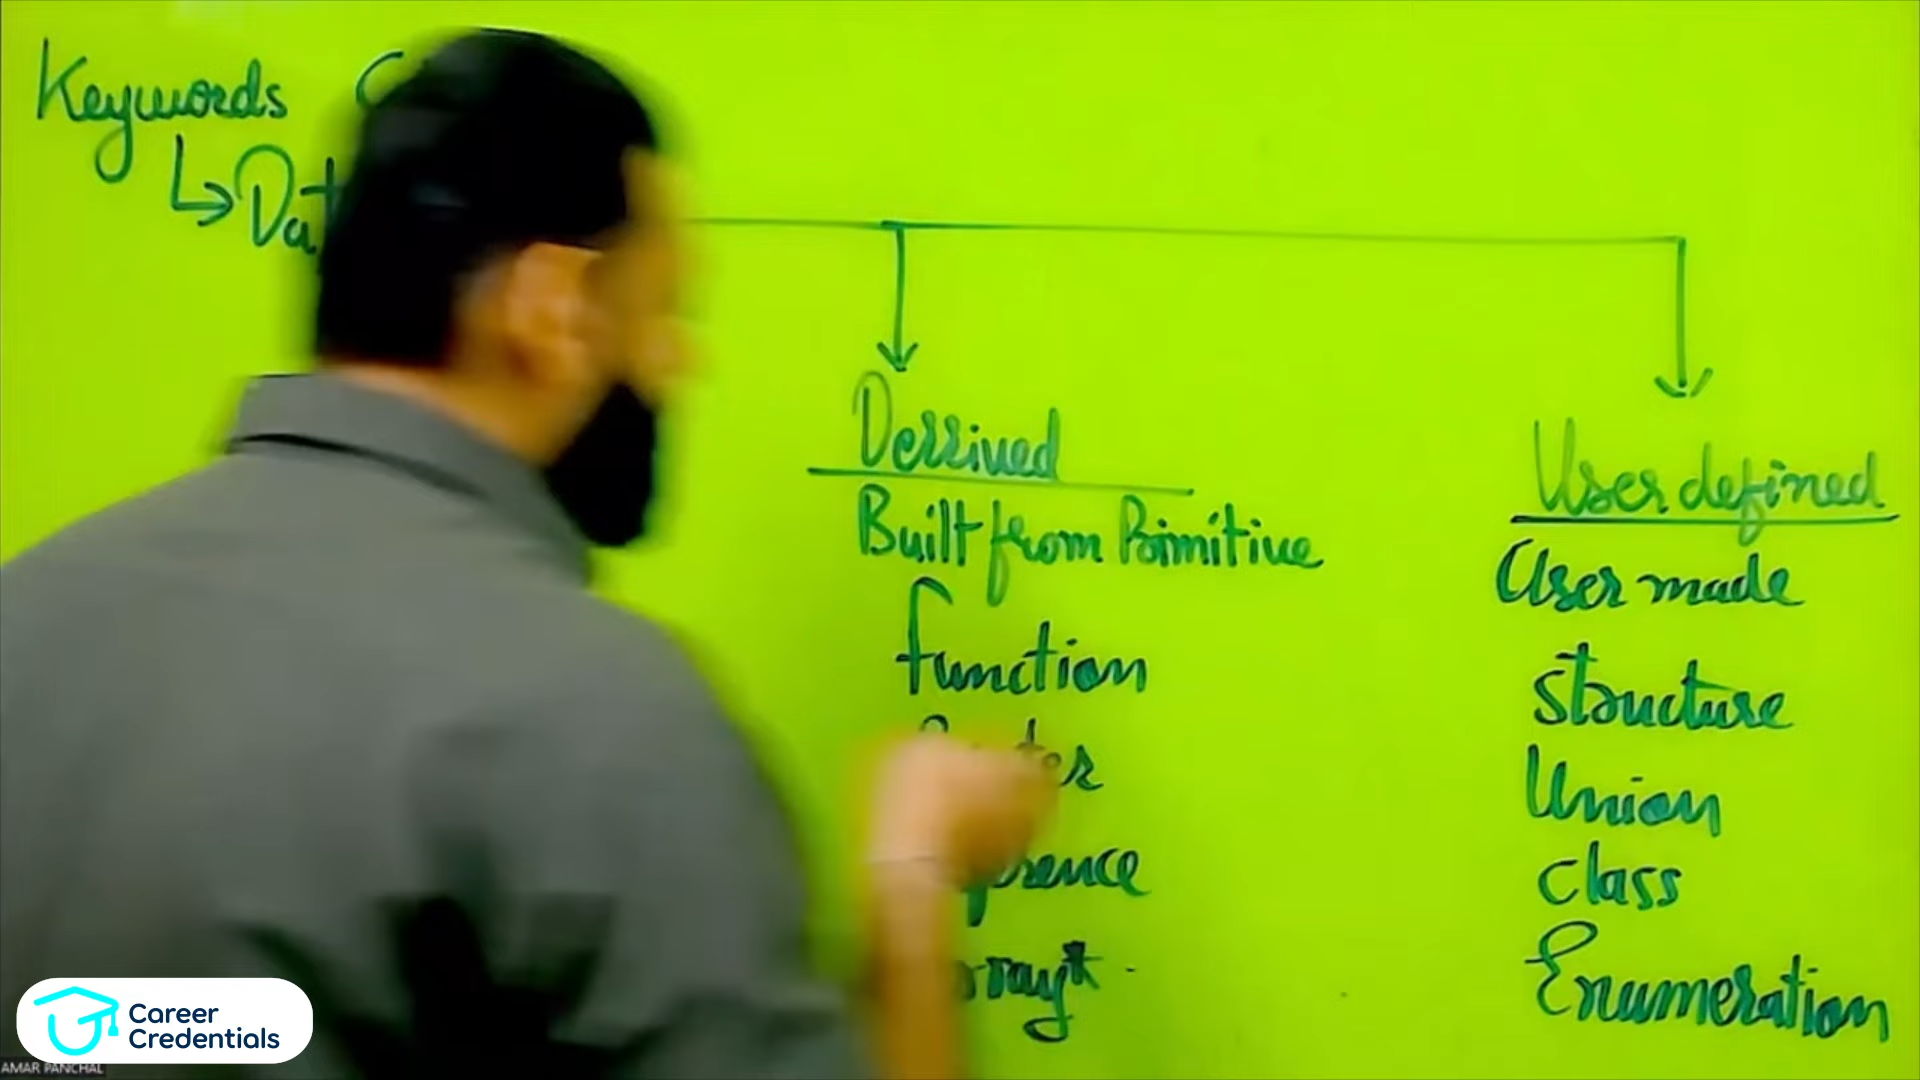 Keywords
Derrived
Built from Primitive
function
User defined
User made
Structure
Union
class
Enumeration
Career
Credentials
AMAR PANCHAL